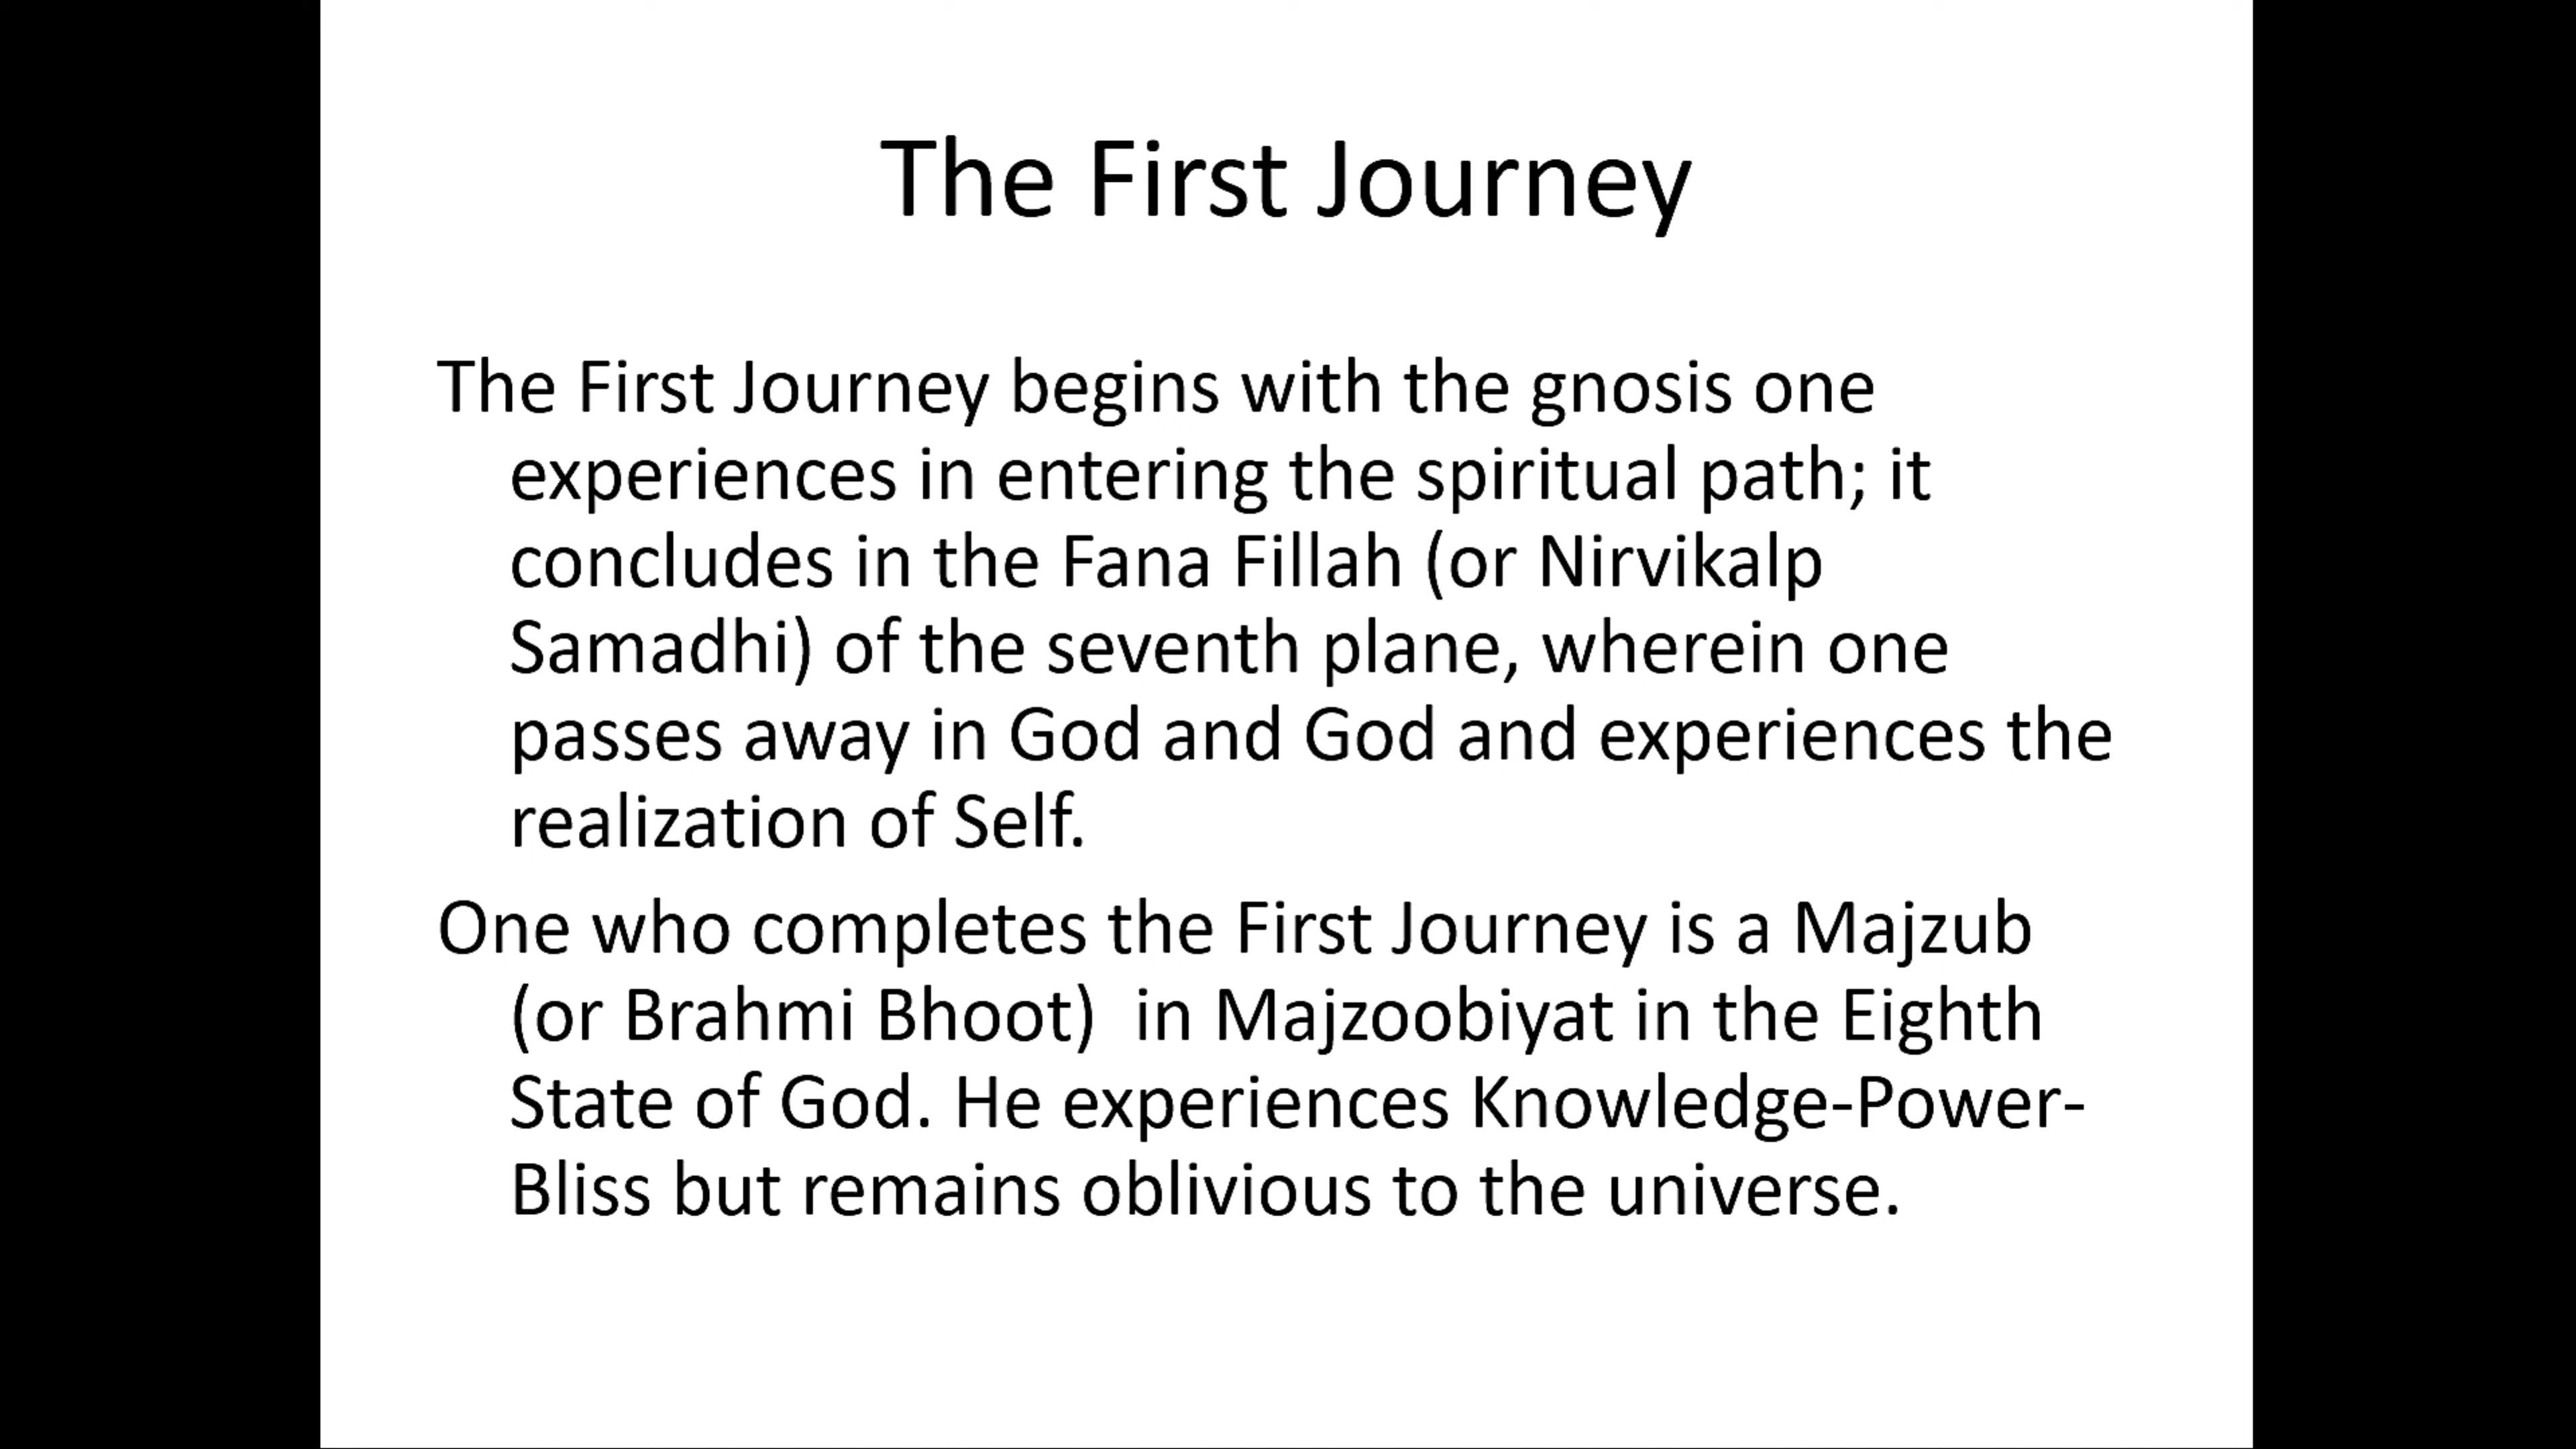 The First Journey
The First Journey begins with the gnosis one
experiences in entering the spiritual path; it
concludes in the Fana Fillah (or Nirvikalp
Samadhi) of the seventh plane, wherein one
passes away in God and God and experiences the
realization of Self.
One who completes the First Journey is a Majzub
(or Brahmi Bhoot)  in Majzoobiyat in the Eighth
State of God. He experiences Knowledge-Power-
Bliss but remains oblivious to the universe.